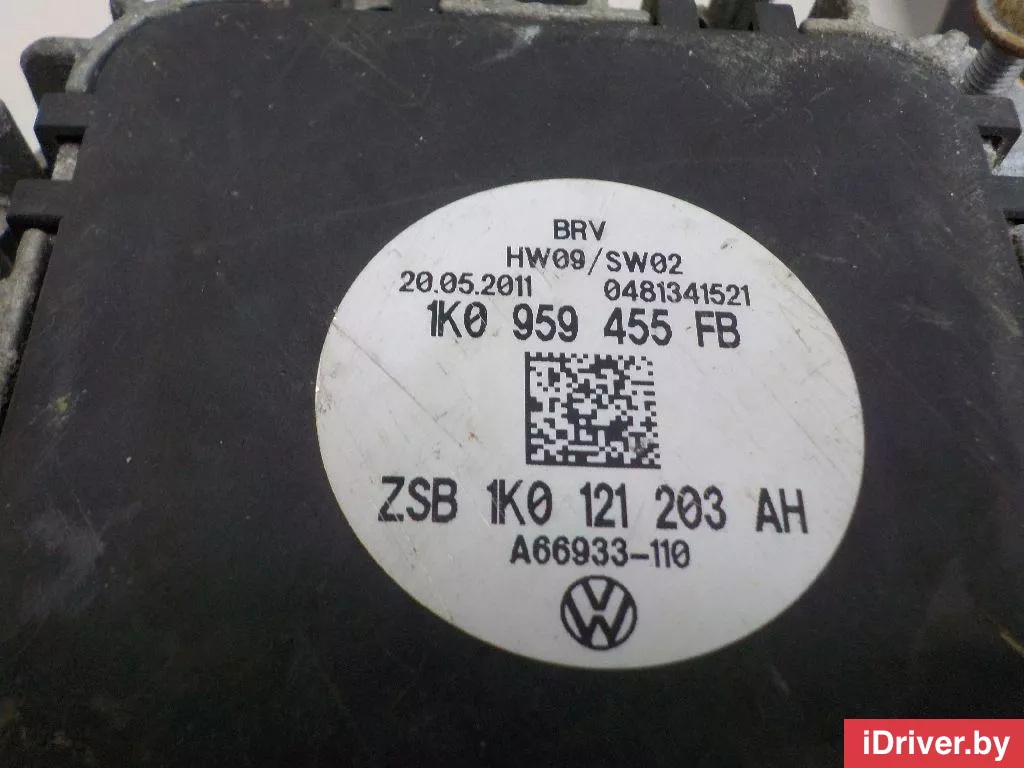 BRV
HW09/SW02
20.05.2011 0481341521
1K0 959 455 FB
ZSB 1K0 121 203 AH
A66933-110
iDriver.by